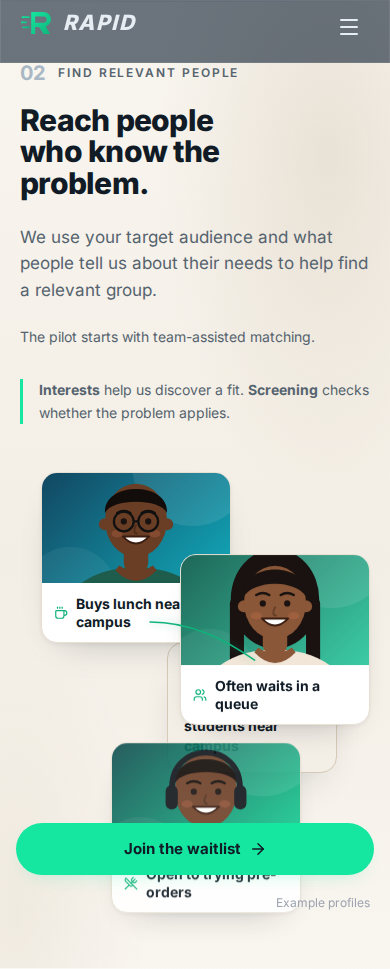 RAPID
02 FIND RELEVANT PEOPLE
Reach people
who know the
problem.
We use your target audience and what
people tell us about their needs to help find
a relevant group.
The pilot starts with team-assisted matching.
Interests help us discover a fit. Screening checks
whether the problem applies.
Buys lunch nea
campus
Often waits in a
queue
students near
campus
Join the waitlist →
Open to trying pre-
orders
Example profiles